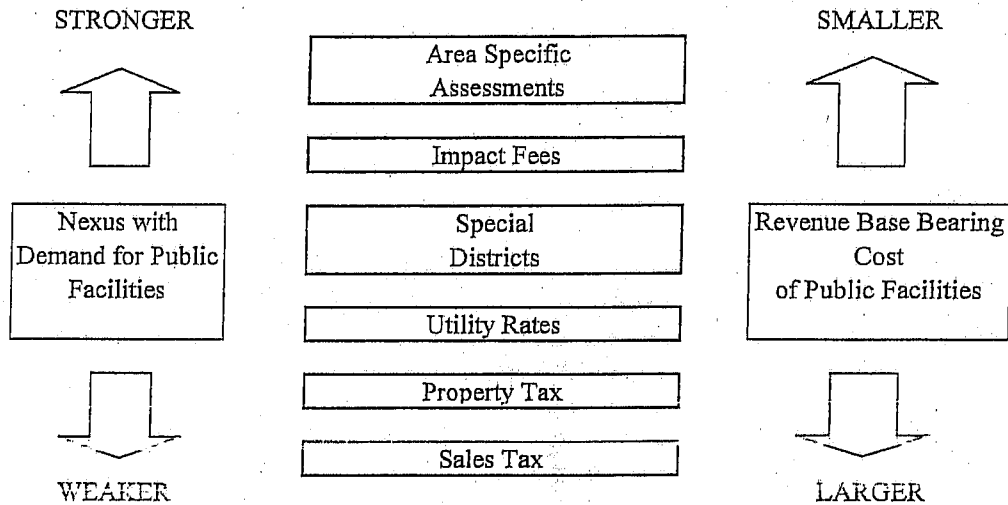 STRONGER
SMALLER
Area Specific
Assessments
Impact Fees
Nexus with
Demand for Public
Facilities
Special
Districts
Revenue Base Bearing
Cost
of Public Facilities
Utility Rates
Property Tax
Sales Tax
WEAKER
LARGER